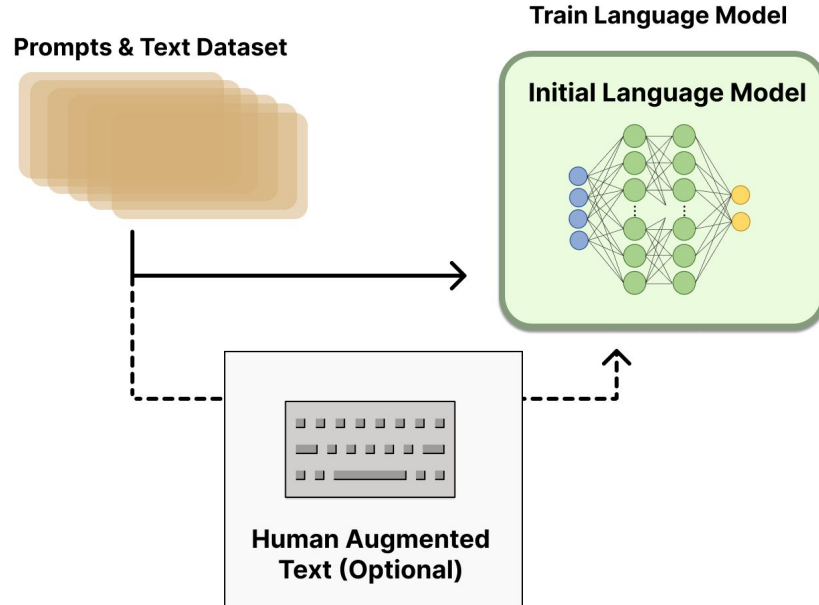 Train Language Model
Prompts & Text Dataset
Initial Language Model
Human Augmented
Text (Optional)